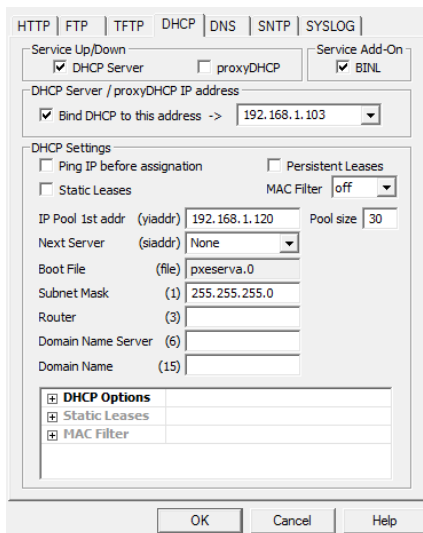 HTTP FTP TFTP DHCP DNS SNTP SYSLOG
Service Up/Down Service Add-On
DHCP Server proxyDHCP BINL
DHCP Server / proxyDHCP IP address
Bind DHCP to this address -> 192.168.1.103
DHCP Settings
Ping IP before assignation Persistent Leases
Static Leases MAC Filter off
IP Pool 1st addr (yiaddr) 192.168.1.120 Pool size 30
Next Server (siaddr) None
Boot File (file) pxeserva.0
Subnet Mask (1) 255.255.255.0
Router (3)
Domain Name Server (6)
Domain Name (15)
DHCP Options
Static Leases
MAC Filter
OK Cancel Help